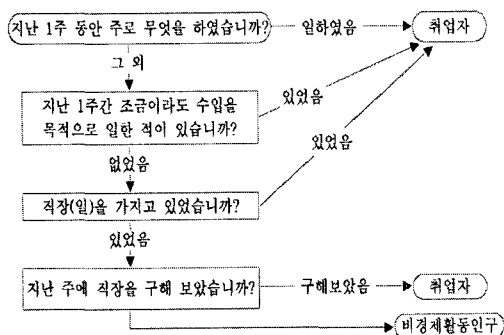 지난 1주 동안 주로 무엇을 하였습니까?
일하였음
취업자
그 외
지난 1주간 조금이라도 수입을
목적으로 일한 적이 있습니까?
있었음
있었음
없었음
직장(일)을 가지고 있었습니까?
있었음
지난 주에 직장을 구해 보았습니까?
구해보았음
취업자
비경제활동인구